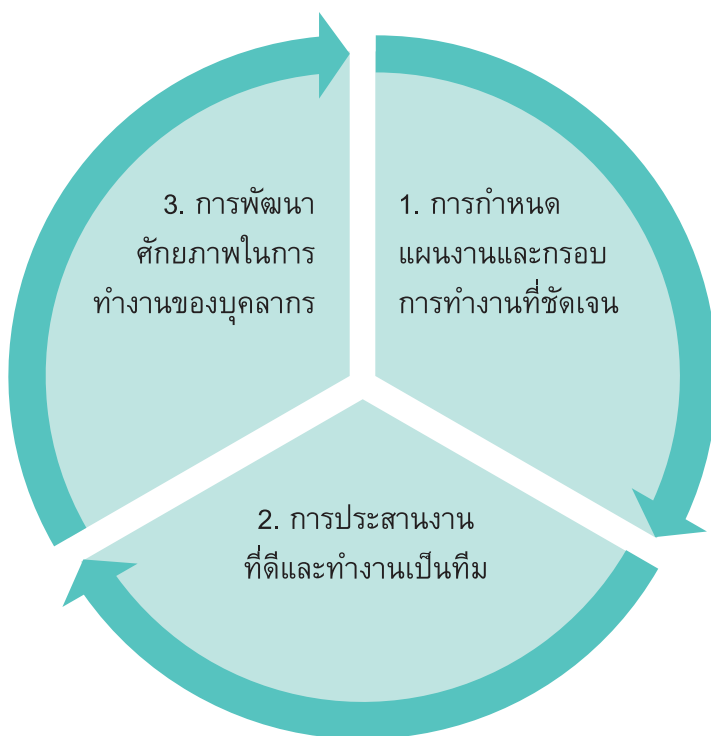 1. การกำหนด
แผนงานและกรอบ
การทำงานที่ชัดเจน
2. การประสานงาน
ที่ดีและทำงานเป็นทีม
3. การพัฒนา
ศักยภาพในการ
ทำงานของบุคลากร